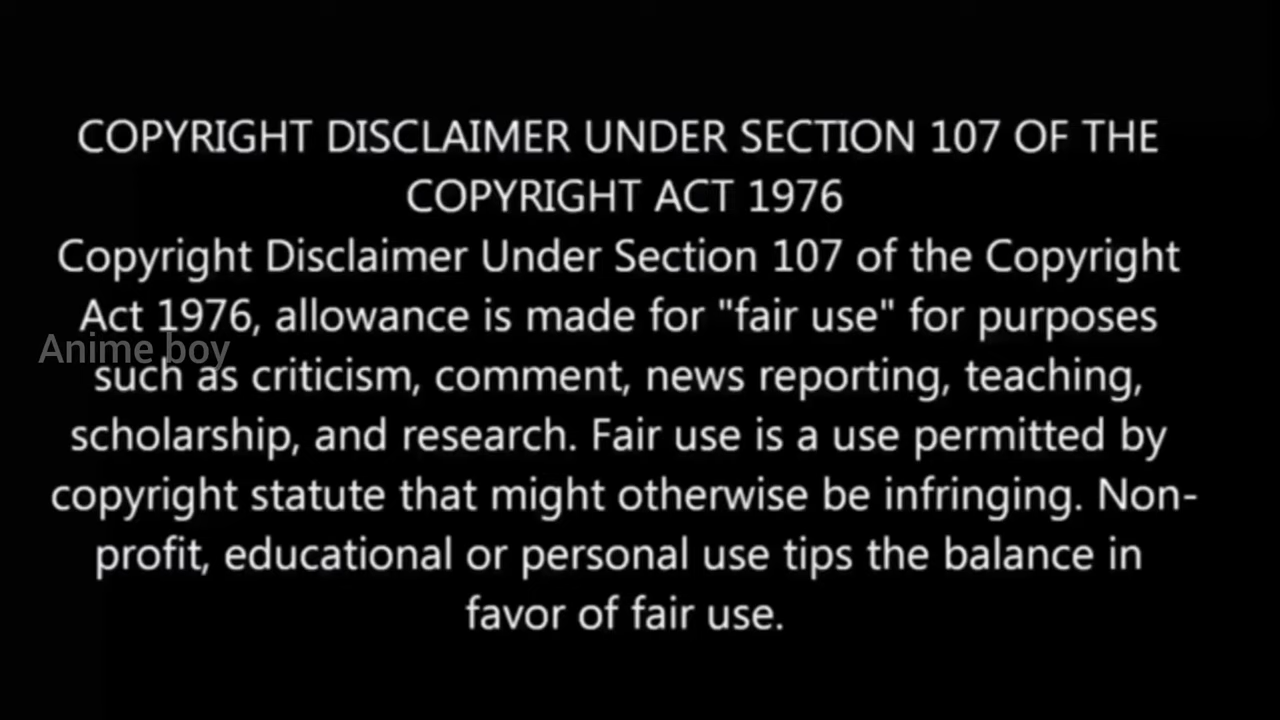 COPYRIGHT DISCLAIMER UNDER SECTION 107 OF THE
COPYRIGHT ACT 1976
Copyright Disclaimer Under Section 107 of the Copyright
Act 1976, allowance is made for "fair use" for purposes
Anime boy
such as criticism, comment, news reporting, teaching,
scholarship, and research. Fair use is a use permitted by
copyright statute that might otherwise be infringing. Non-
profit, educational or personal use tips the balance in
favor of fair use.